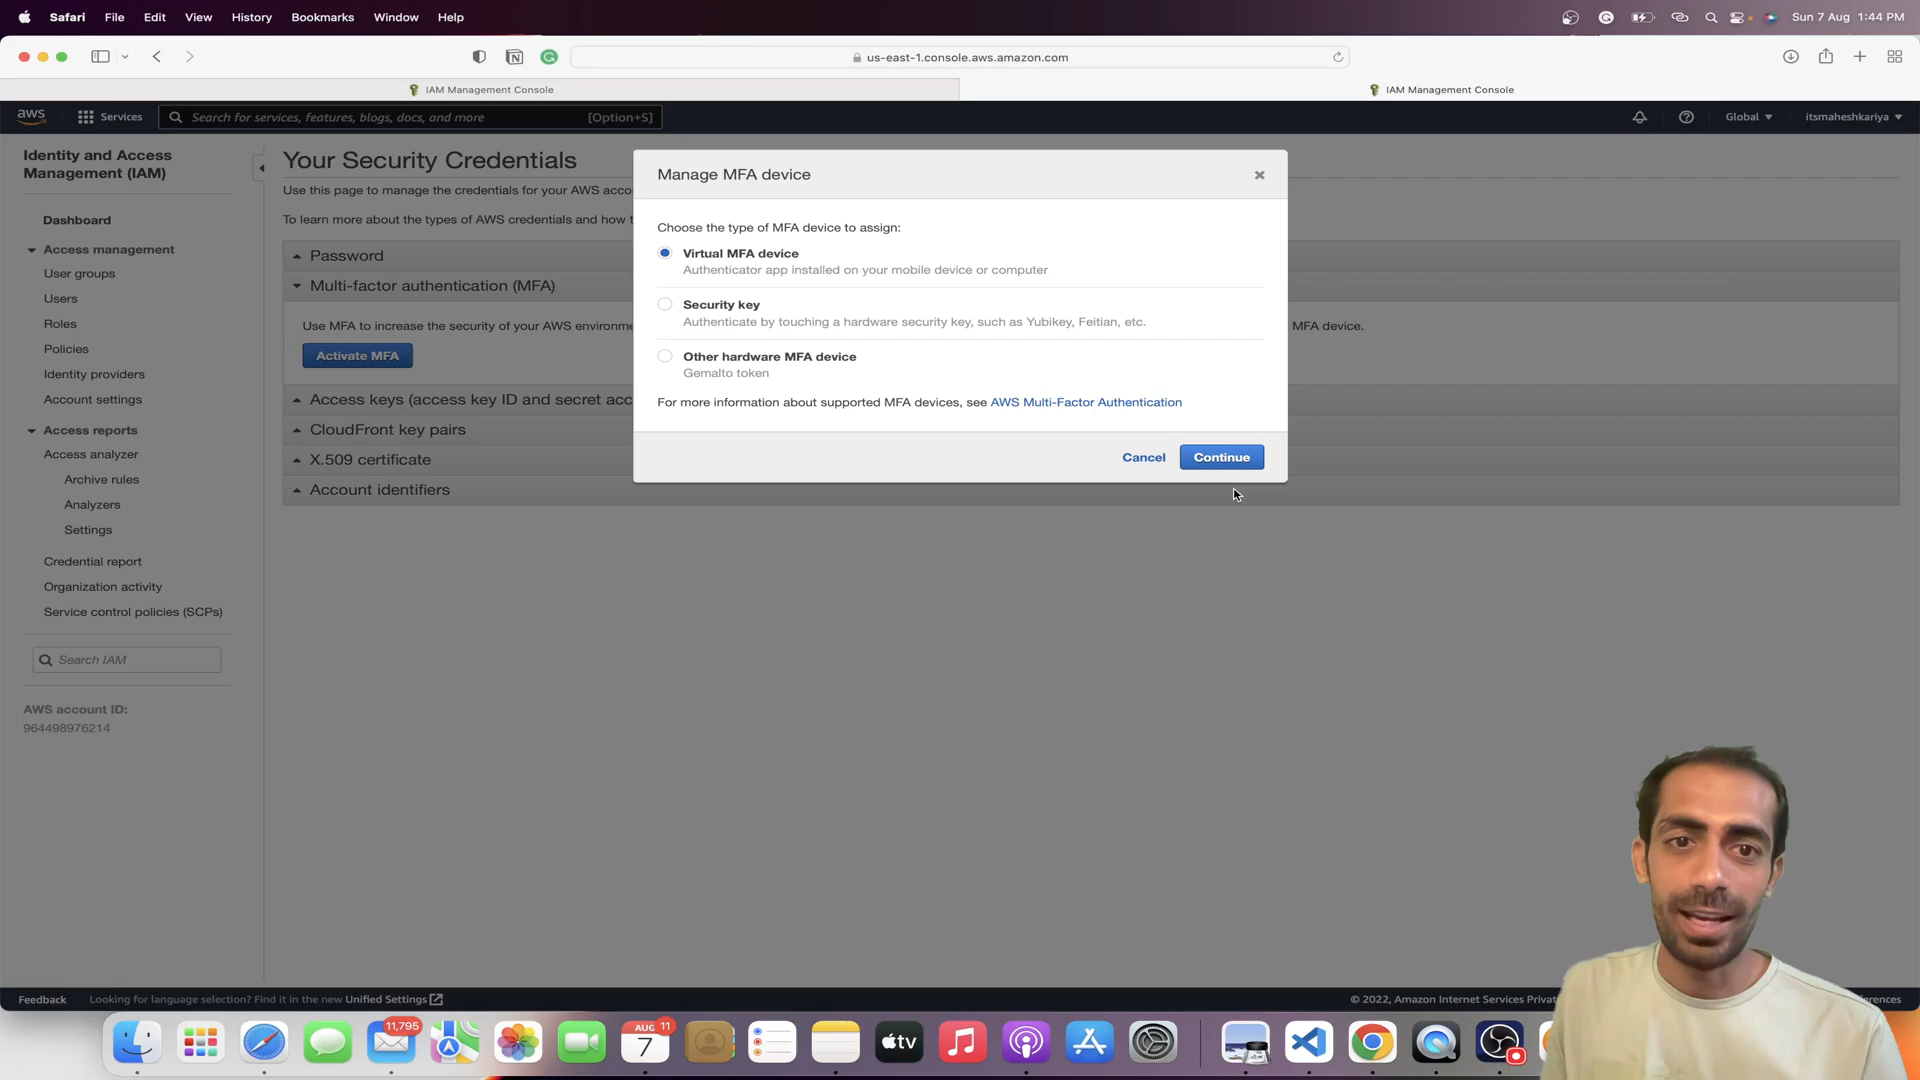 Safari File Edit View History Bookmarks Window Help
Sun 7 Aug 1:44 PM
us-east-1.console.aws.amazon.com
IAM Management Console
IAM Management Console
aws
Services
Search for services, features, blogs, docs, and more
[Option+S]
Global
itsmaheshkariya
Identity and Access
Management (IAM)
Dashboard
Access management
User groups
Users
Roles
Policies
Identity providers
Account settings
Access reports
Access analyzer
Archive rules
Analyzers
Settings
Credential report
Organization activity
Service control policies (SCPs)
Search IAM
AWS account ID:
964498976214
Your Security Credentials
Use this page to manage the credentials for your AWS acco
To learn more about the types of AWS credentials and how t
Password
Multi-factor authentication (MFA)
Use MFA to increase the security of your AWS environme
MFA device.
Activate MFA
Access keys (access key ID and secret acc
CloudFront key pairs
X.509 certificate
Account identifiers
Manage MFA device
Choose the type of MFA device to assign:
Virtual MFA device
Authenticator app installed on your mobile device or computer
Security key
Authenticate by touching a hardware security key, such as Yubikey, Feitian, etc.
Other hardware MFA device
Gemalto token
For more information about supported MFA devices, see AWS Multi-Factor Authentication
Cancel
Continue
Feedback
Looking for language selection? Find it in the new Unified Settings
© 2022, Amazon Internet Services Privat
erences
11,795
AUG
11
7
tv